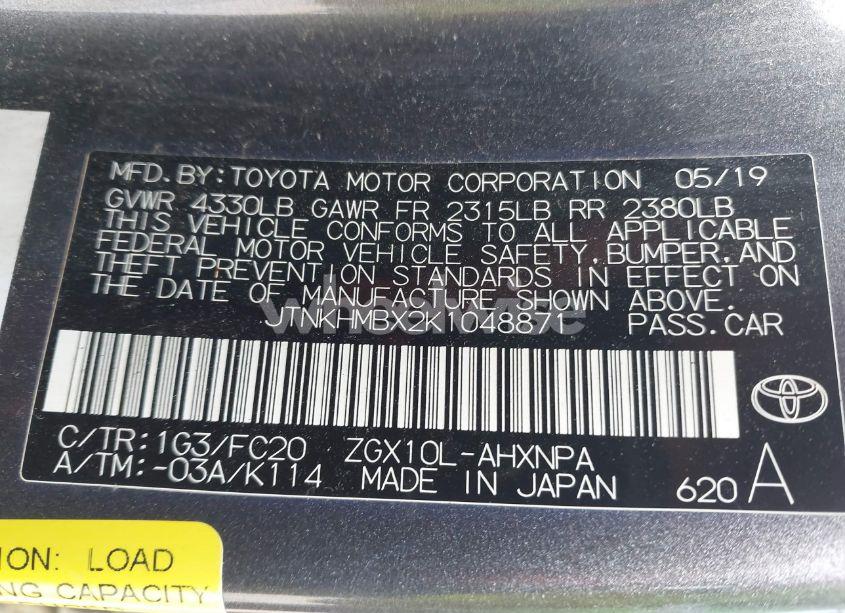 MFD. BY: TOYOTA MOTOR CORPORATION 05/19
GVWR 4330LB GAWR FR 2315LB RR 2380LB
THIS VEHICLE CONFORMS TO ALL APPLICABLE
FEDERAL MOTOR VEHICLE SAFETY, BUMPER, AND
THEFT PREVENTION STANDARDS IN EFFECT ON
THE DATE OF MANUFACTURE SHOWN ABOVE.
JTNKHMBX2K1048871 PASS. CAR
C/TR: 1G3/FC20 ZGX10L-AHXNPA
A/TM: -03A/K114 MADE IN JAPAN 620 A
ION: LOAD
NG CAPACITY